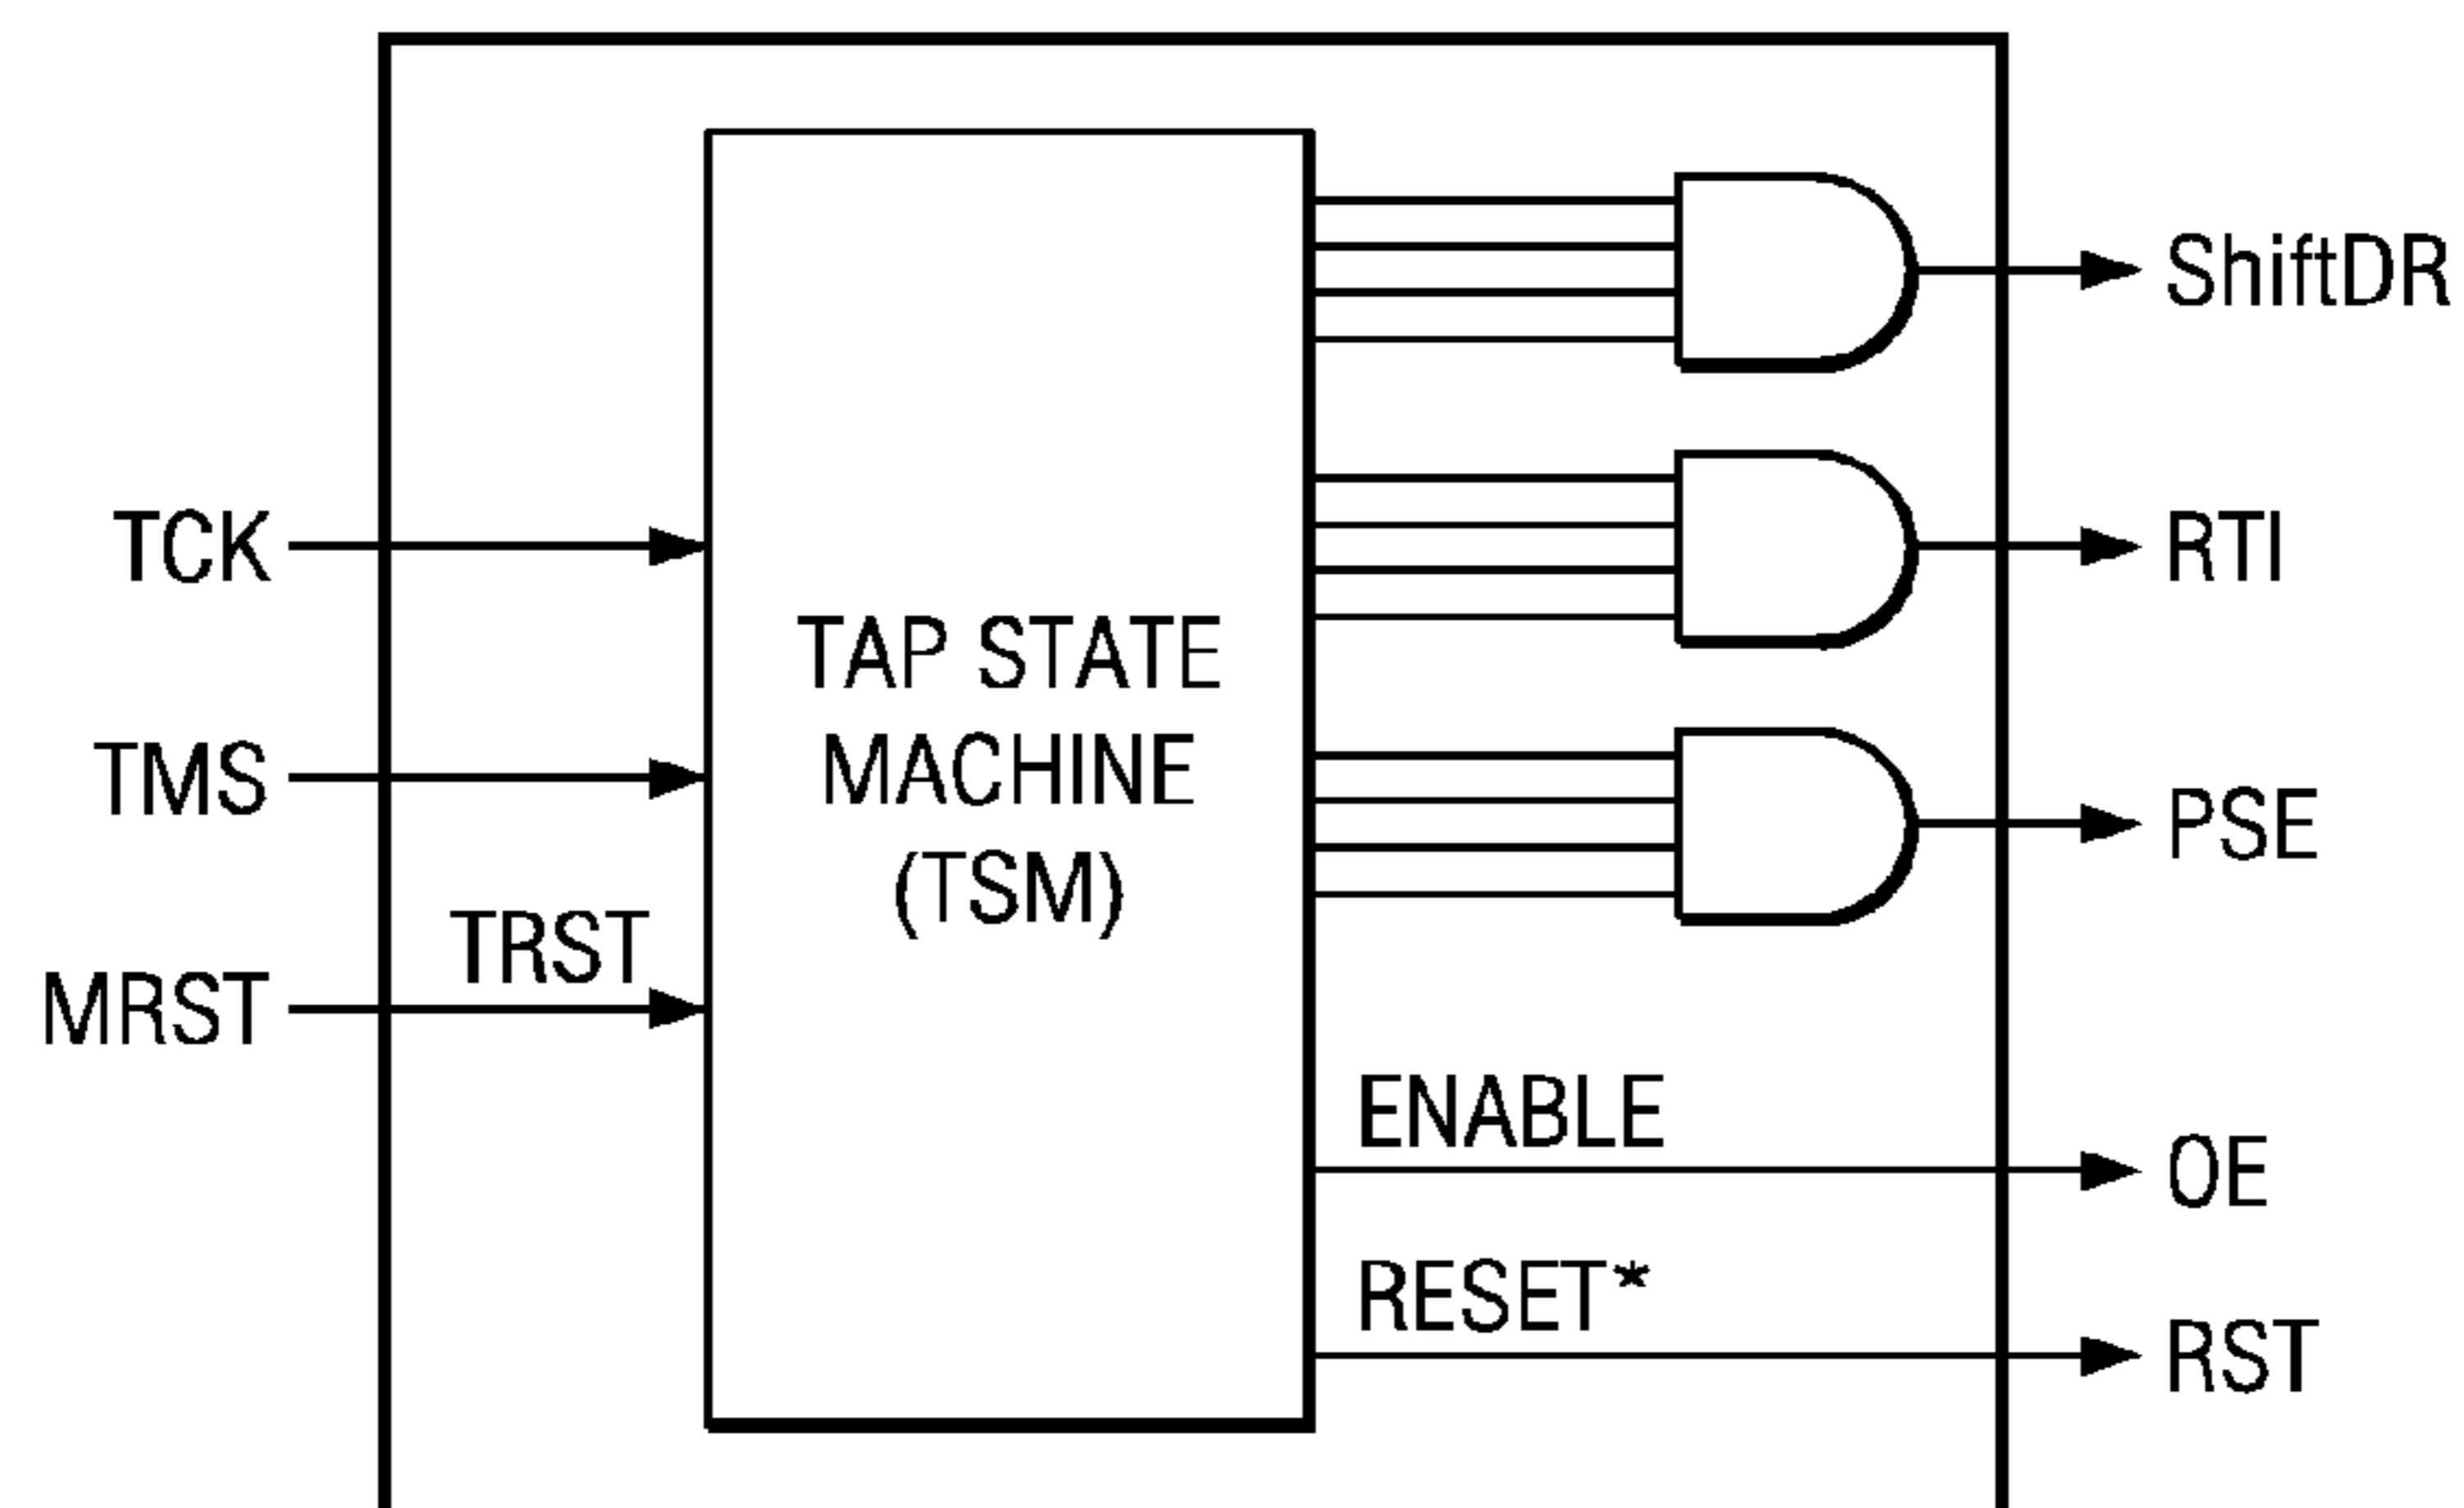 ShiftDR
TCK
RTI
TAP STATE
MACHINE
(TSM)
TMS
PSE
TRST
MRST
ENABLE
OE
RESET*
RST